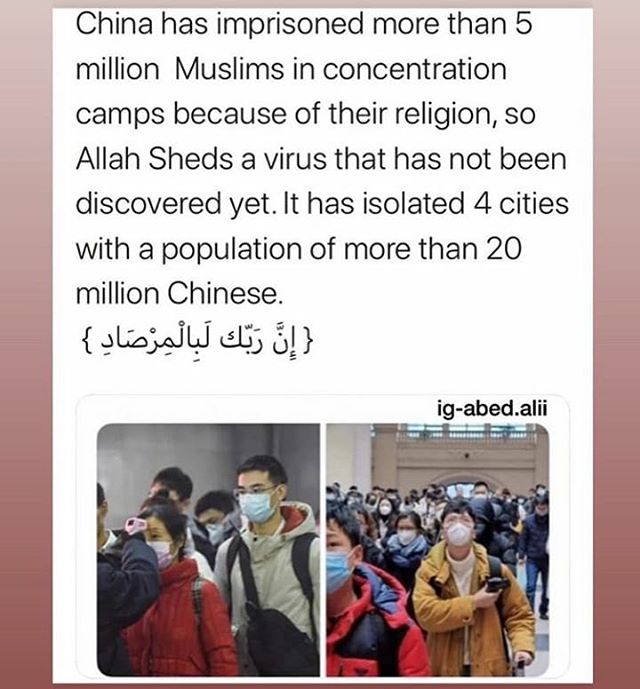 China has imprisoned more than 5
million Muslims in concentration
camps because of their religion, so
Allah Sheds a virus that has not been
discovered yet. It has isolated 4 cities
with a population of more than 20
million Chinese.
{إِنَّ رَبَّكَ لَبِالْمِرْصَادِ }
ig-abed.alii